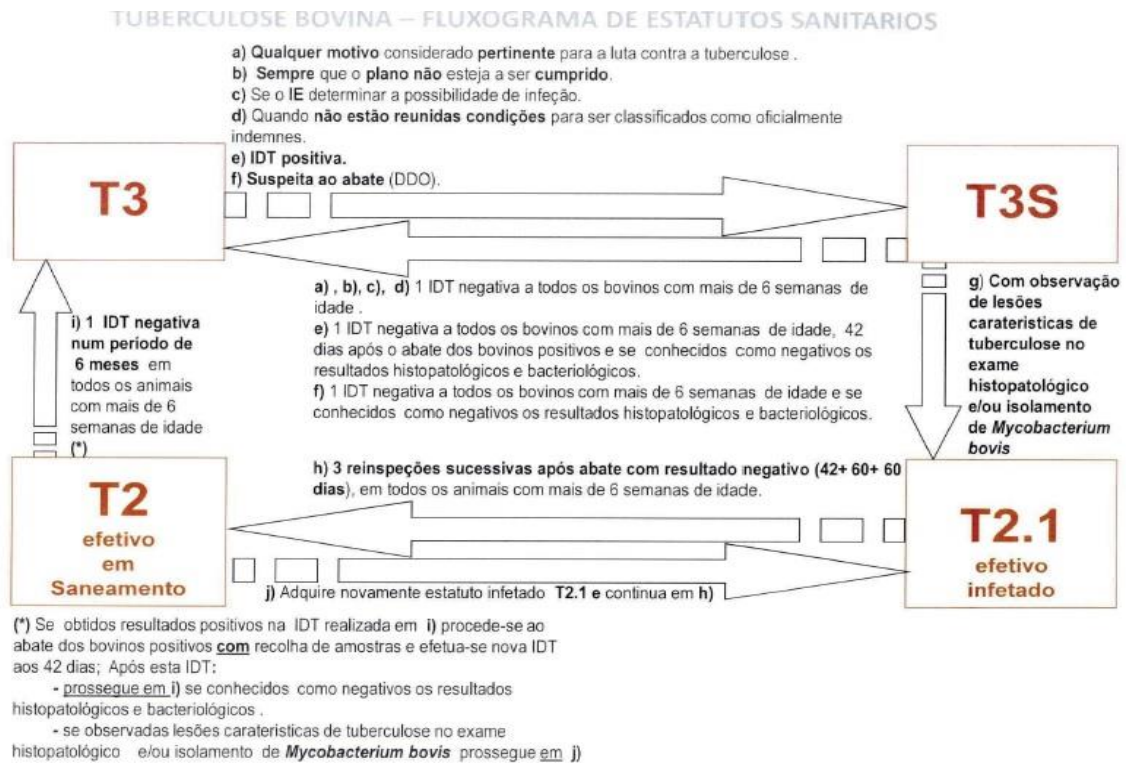 TUBERCULOSE BOVINA – FLUXOGRAMA DE ESTATUTOS SANITARIOS
a) Qualquer motivo considerado pertinente para a luta contra a tuberculose .
b) Sempre que o plano não esteja a ser cumprido.
c) Se o IE determinar a possibilidade de infeção.
d) Quando não estão reunidas condições para ser classificados como oficialmente
indemnes.
e) IDT positiva.
f) Suspeita ao abate (DDO).
T3
T3S
a) , b), c), d) 1 IDT negativa a todos os bovinos com mais de 6 semanas de
idade .
e) 1 IDT negativa a todos os bovinos com mais de 6 semanas de idade, 42
dias após o abate dos bovinos positivos e se conhecidos como negativos os
resultados histopatológicos e bacteriológicos.
f) 1 IDT negativa a todos os bovinos com mais de 6 semanas de idade e se
conhecidos como negativos os resultados histopatológicos e bacteriológicos.
g) Com observação
de lesões
carateristicas de
tuberculose no
exame
histopatológico
e/ou isolamento
de Mycobacterium
bovis
i) 1 IDT negativa
num período de
6 meses em
todos os animais
com mais de 6
semanas de idade
(*)
h) 3 reinspeções sucessivas após abate com resultado negativo (42+ 60+ 60
dias), em todos os animais com mais de 6 semanas de idade.
T2
efetivo
em
Saneamento
T2.1
efetivo
infetado
j) Adquire novamente estatuto infetado T2.1 e continua em h)
(*) Se obtidos resultados positivos na IDT realizada em i) procede-se ao
abate dos bovinos positivos com recolha de amostras e efetua-se nova IDT
aos 42 dias; Após esta IDT:
- prossegue em i) se conhecidos como negativos os resultados
histopatológicos e bacteriológicos .
- se observadas lesões carateristicas de tuberculose no exame
histopatológico e/ou isolamento de Mycobacterium bovis prossegue em j)